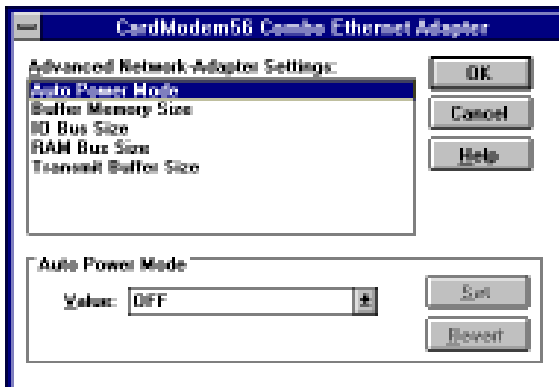 CardModem56 Combo Ethernet Adapter
Advanced Network-Adapter Settings:
Auto Power Mode
Buffer Memory Size
IO Bus Size
RAM Bus Size
Transmit Buffer Size
OK
Cancel
Help
Auto Power Mode
Value: OFF
Set
Revert